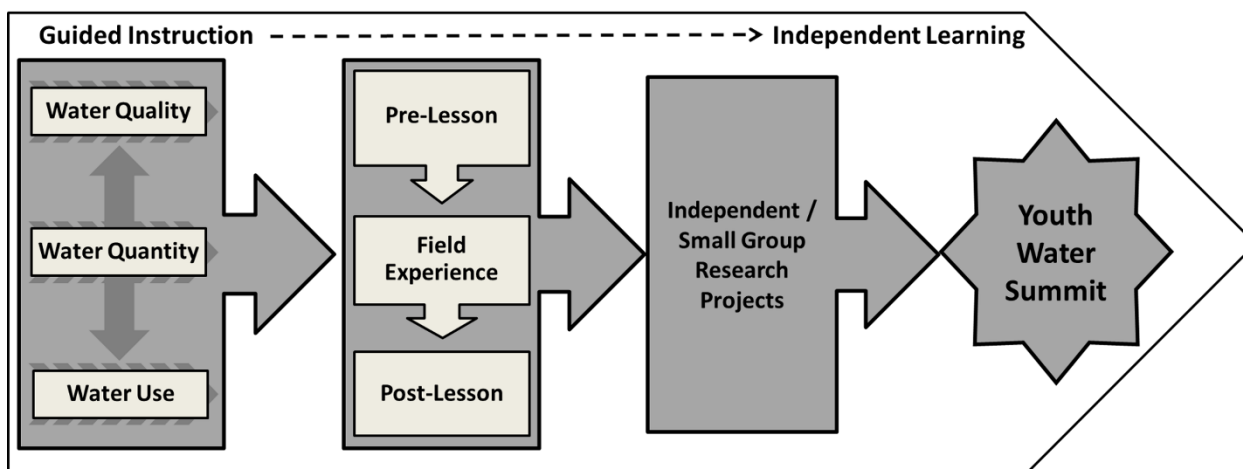 Guided Instruction
Independent Learning
Water Quality
Water Quantity
Water Use
Pre-Lesson
Field
Experience
Post-Lesson
Independent /
Small Group
Research
Projects
Youth
Water
Summit